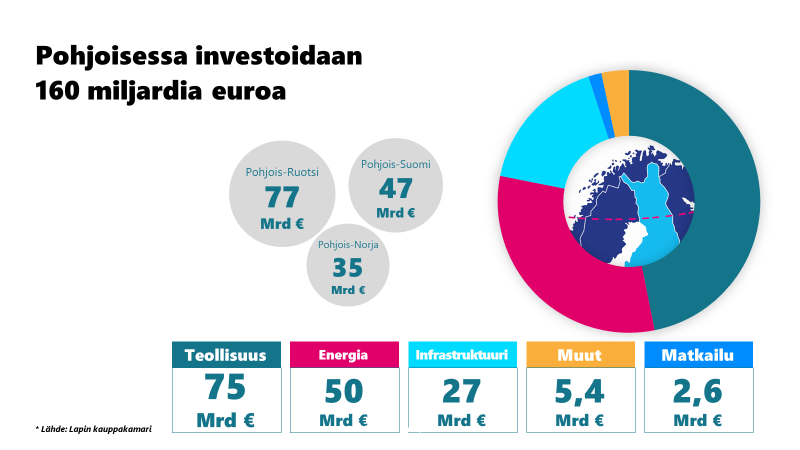 Pohjoisessa investoidaan
160 miljardia euroa
Pohjois-Ruotsi
77
Mrd €
Pohjois-Suomi
47
Mrd €
Pohjois-Norja
35
Mrd €
Teollisuus
75
Mrd €
Energia
50
Mrd €
Infrastruktuuri
27
Mrd €
Muut
5,4
Mrd €
Matkailu
2,6
Mrd €
* Lähde: Lapin kauppakamari